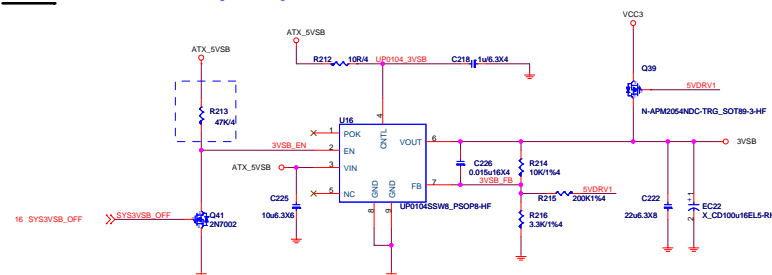 VCC3
ATX_5VSB
ATX_5VSB
R212
10R/4
UP0104_3VSB
C218
1u/6.3X4
Q39
5VDRV1
N-APM2054NDC-TRG_SOT89-3-HF
R213
47K/4
U16
4
CNTL
1
POK
VOUT
6
3VSB
3VSB_EN
2
EN
ATX_5VSB
3
VIN
5
NC
GND
GND
8
9
FB
7
UP0104SSW8_PSOP8-HF
C226
0.015u16X4
3VSB_FB
R214
10K/1%4
R215
200K1%4
5VDRV1
R216
3.3K/1%4
C225
10u6.3X6
C222
22u6.3X8
1
+
2
EC22
X_CD100u16EL5-RH
16 SYS3VSB_OFF
SYS3VSB_OFF
Q41
2N7002